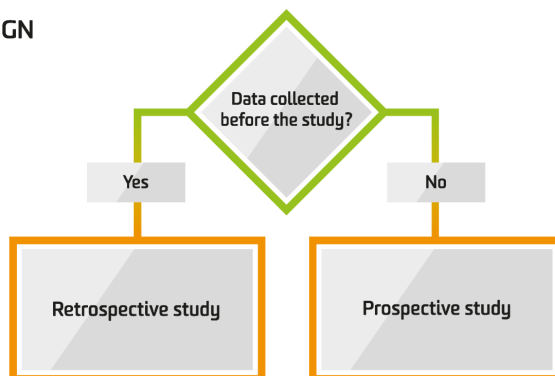 GN
Data collected
before the study?
Yes
No
Retrospective study
Prospective study